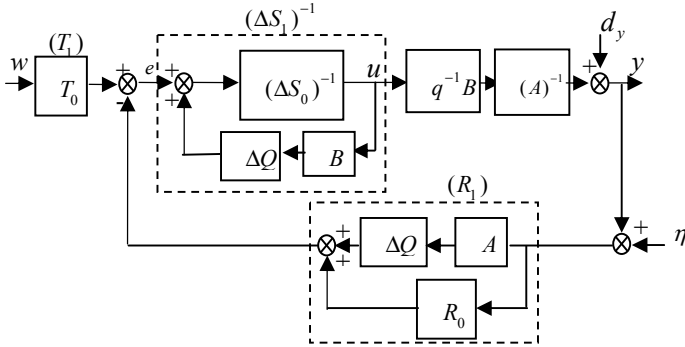 (ΔS₁)⁻¹
(T₁)
w
T₀
+
-
e
+
+
(ΔS₀)⁻¹
u
q⁻¹B
(A)⁻¹
+
d_y
y
ΔQ
B
(R₁)
+
+
ΔQ
A
R₀
+
η